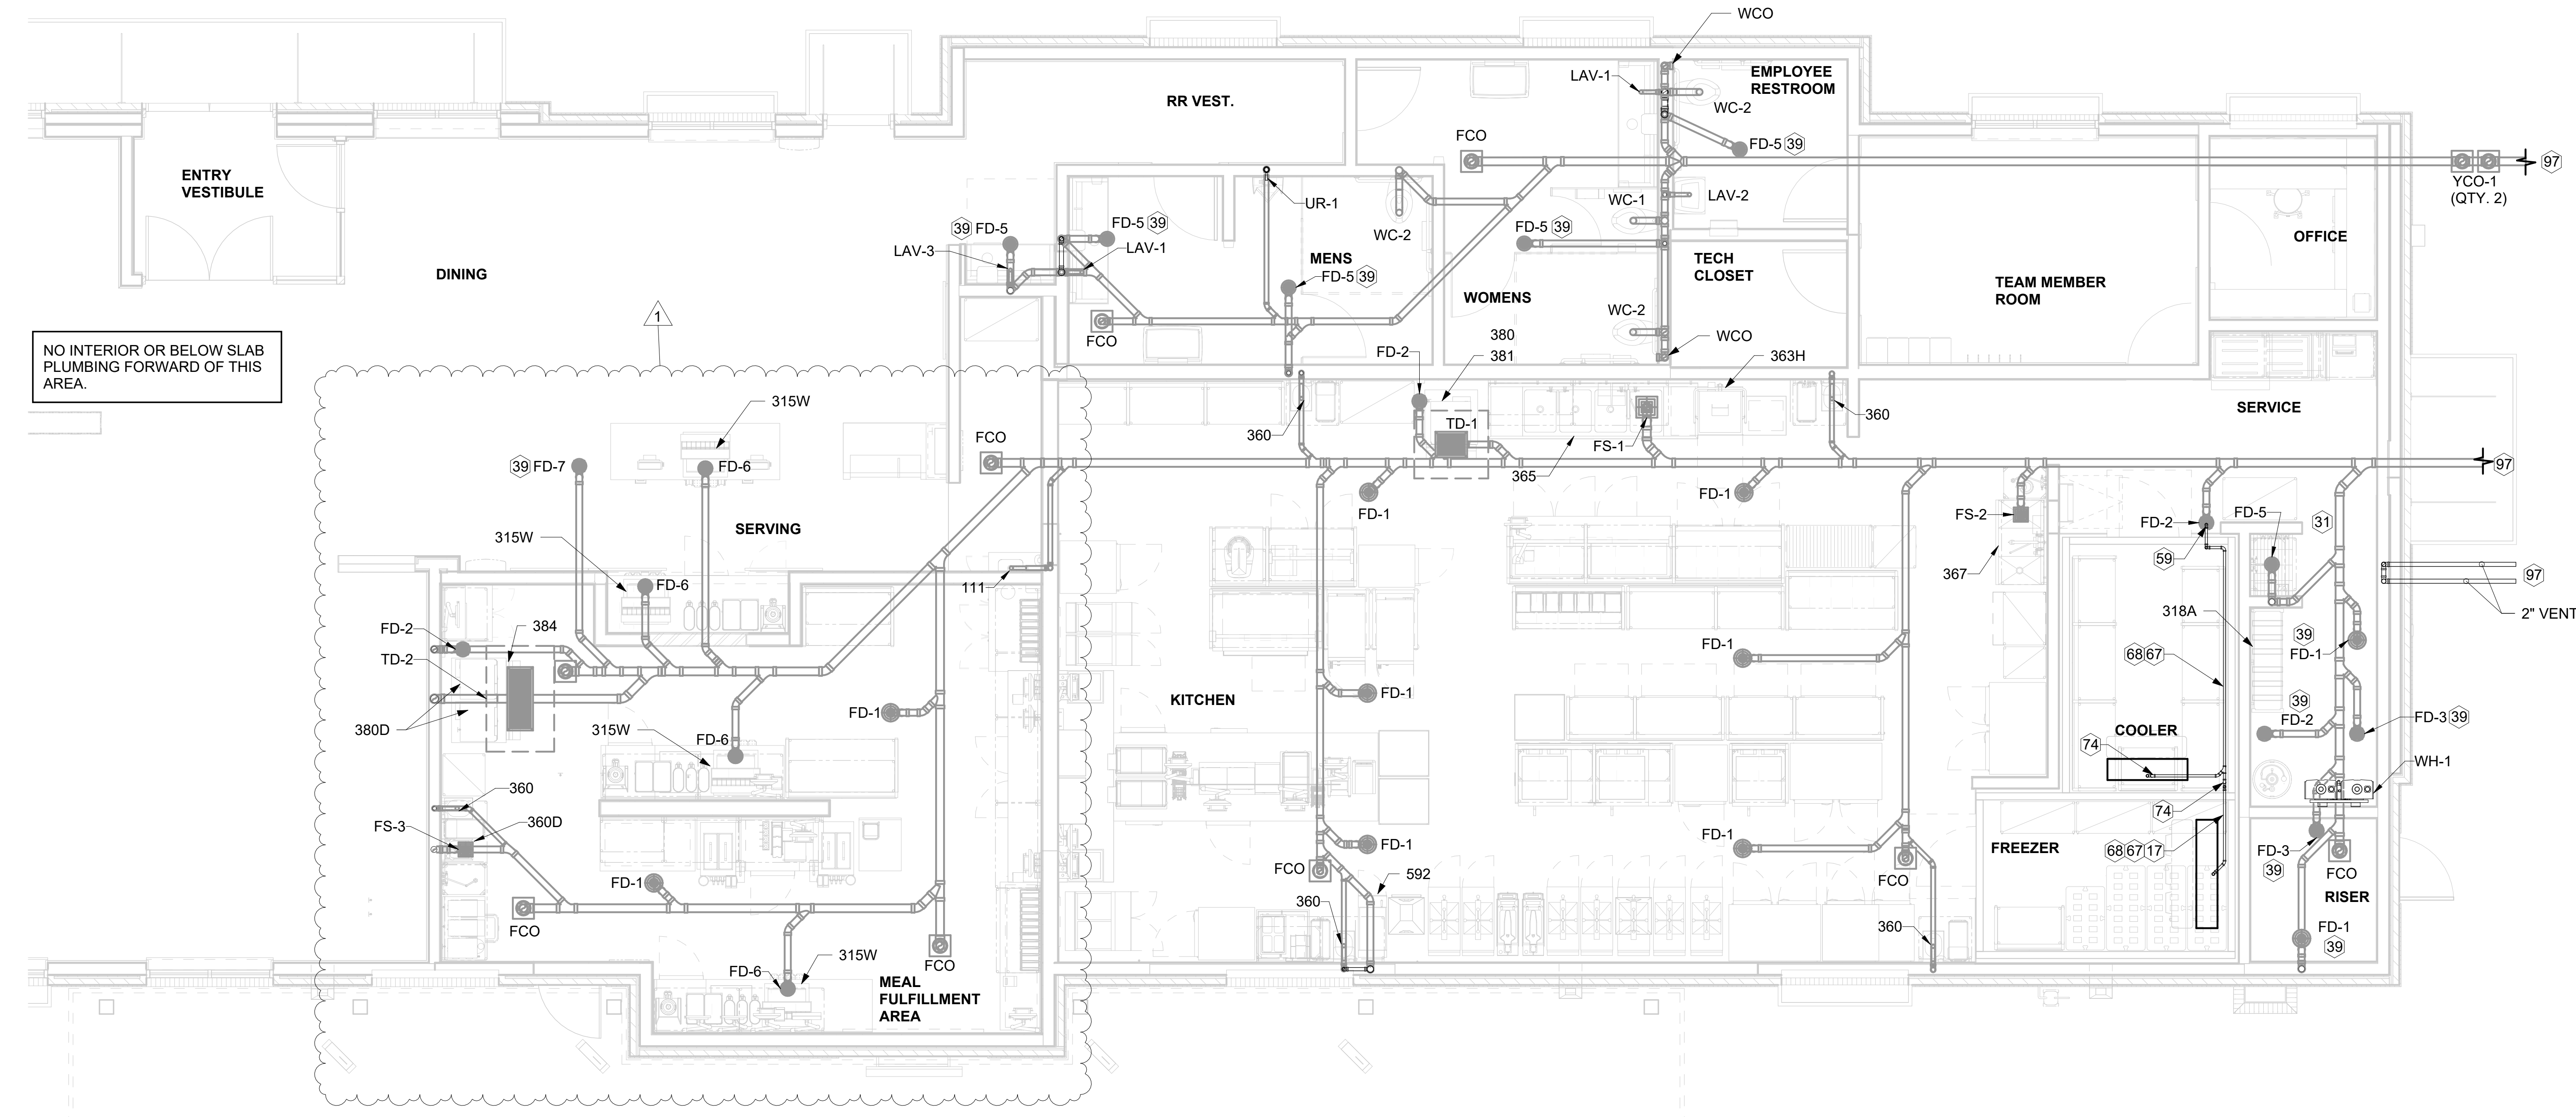 WCO
LAV-1
EMPLOYEE
RESTROOM
WC-2
RR VEST.
FCO
FD-5 39
97
YCO-1
(QTY. 2)
ENTRY
VESTIBULE
UR-1
WC-1
LAV-2
39 FD-5
FD-5 39
FD-5 39
WC-2
OFFICE
LAV-3
LAV-1
MENS
FD-5 39
TECH
CLOSET
DINING
TEAM MEMBER
ROOM
WOMENS
1
WC-2
NO INTERIOR OR BELOW SLAB
PLUMBING FORWARD OF THIS
AREA.
FCO
380
381
FD-2
WCO
363H
315W
SERVICE
360
TD-1
360
FCO
FS-1
39 FD-7
FD-6
365
97
FD-1
FD-1
FS-2
FD-2
FD-5
31
SERVING
315W
59
FD-6
111
367
97
318A
2" VENT
384
FD-2
39
TD-2
FD-1
68 67
FD-1
KITCHEN
FD-1
39
FD-1
FD-2
FD-3 39
380D
315W
FD-6
COOLER
74
WH-1
360
74
FS-3
360D
FD-1
FD-1
FREEZER
68 67 17
FD-3
39
FCO
FCO
FCO
FD-1
592
RISER
360
FCO
360
FD-1
39
FCO
FD-6
315W
MEAL
FULFILLMENT
AREA